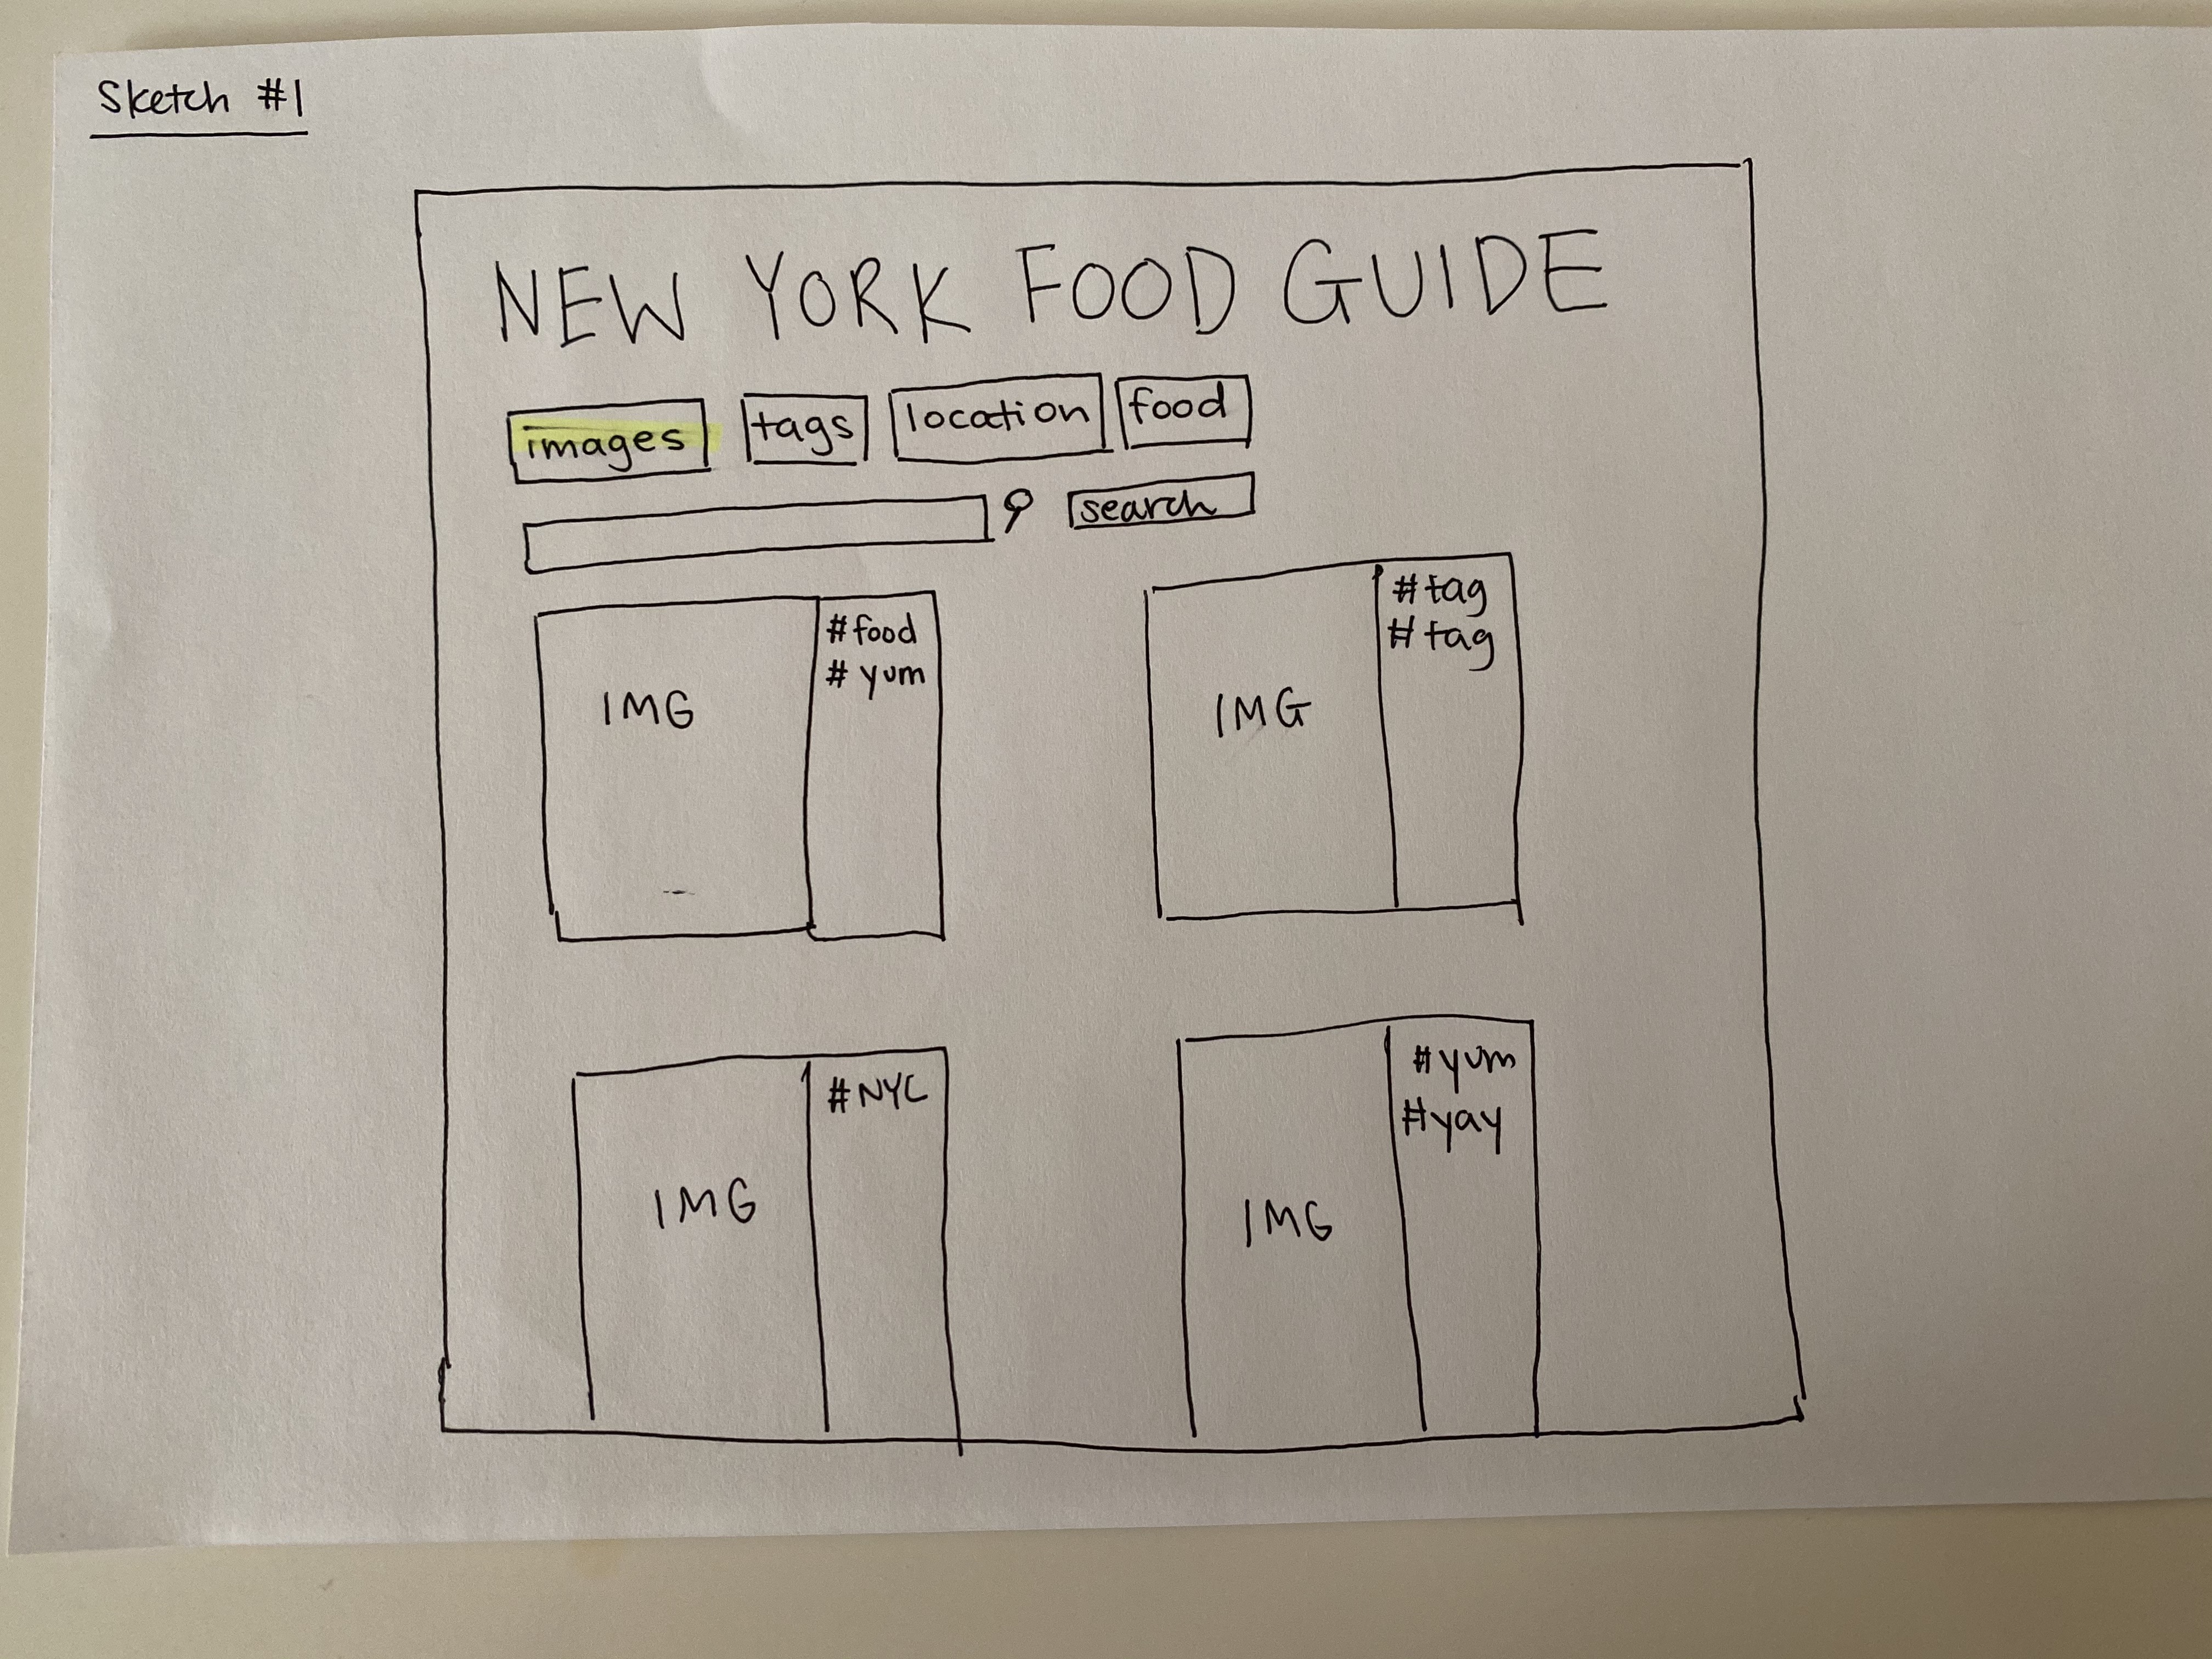 Sketch #1
NEW YORK FOOD GUIDE
images tags location food
search
IMG
#food
#yum
IMG
#tag
#tag
IMG
#NYC
IMG
#yum
#yay